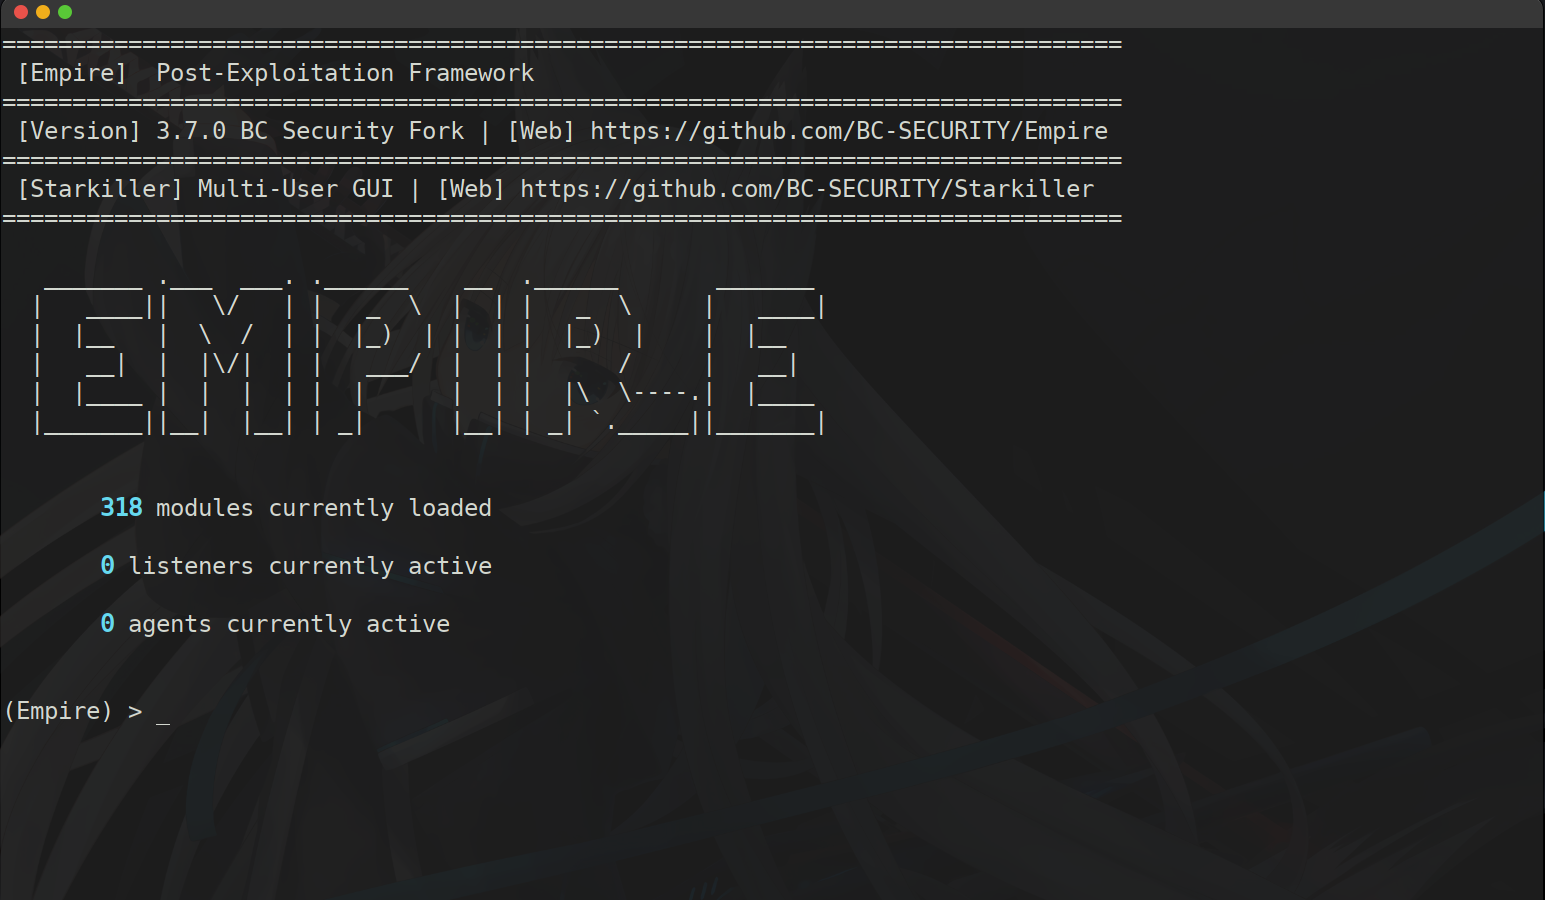 ================================================================================
[Empire]  Post-Exploitation Framework
================================================================================
[Version] 3.7.0 BC Security Fork | [Web] https://github.com/BC-SECURITY/Empire
================================================================================
[Starkiller] Multi-User GUI | [Web] https://github.com/BC-SECURITY/Starkiller
================================================================================
EMPIRE
318 modules currently loaded
0 listeners currently active
0 agents currently active
(Empire) > _